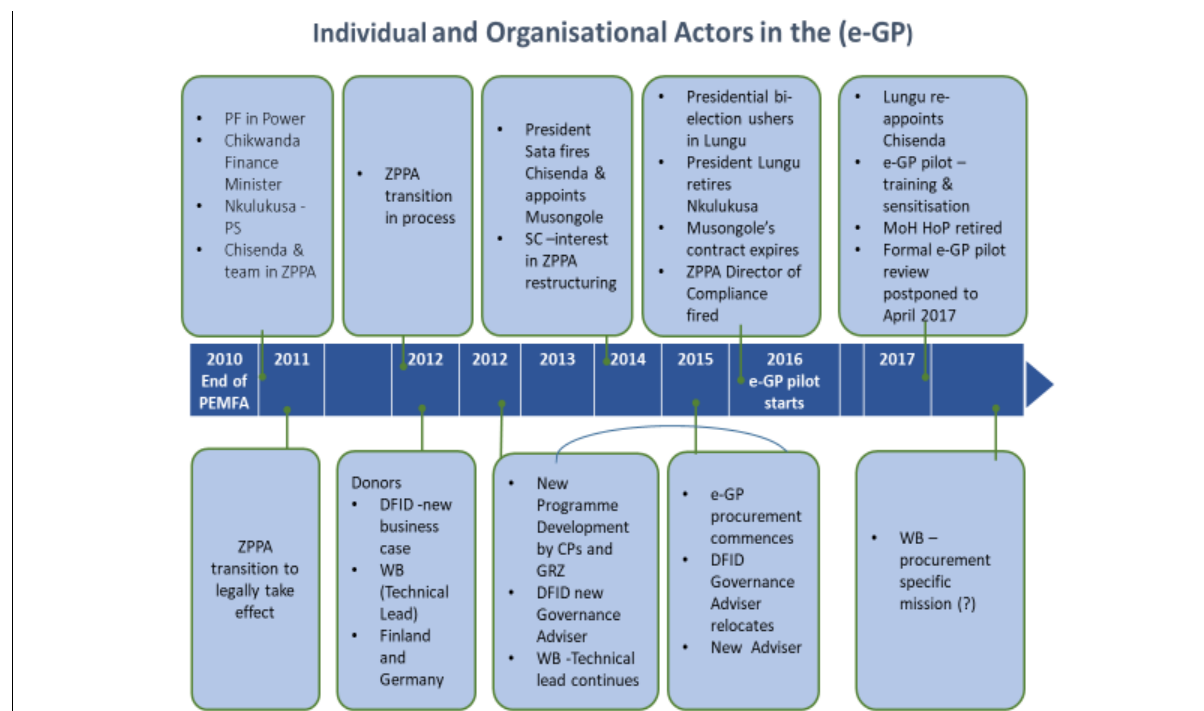 Individual and Organisational Actors in the (e-GP)
• PF in Power
• Chikwanda
Finance
Minister
• Nkulukusa -
PS
• Chisenda &
team in ZPPA
• ZPPA
transition
in process
• President
Sata fires
Chisenda &
appoints
Musongole
• SC –interest
in ZPPA
restructuring
• Presidential bi-
election ushers
in Lungu
• President Lungu
retires
Nkulukusa
• Musongole’s
contract expires
• ZPPA Director of
Compliance
fired
• Lungu re-
appoints
Chisenda
• e-GP pilot –
training &
sensitisation
• MoH HoP retired
• Formal e-GP pilot
review
postponed to
April 2017
2010
End of
PEMFA
2011
2012
2012
2013
2014
2015
2016
e-GP pilot
starts
2017
ZPPA
transition to
legally take
effect
Donors
• DFID -new
business
case
• WB
(Technical
Lead)
• Finland
and
Germany
• New
Programme
Development
by CPs and
GRZ
• DFID new
Governance
Adviser
• WB -Technical
lead continues
• e-GP
procurement
commences
• DFID
Governance
Adviser
relocates
• New Adviser
• WB –
procurement
specific
mission (?)